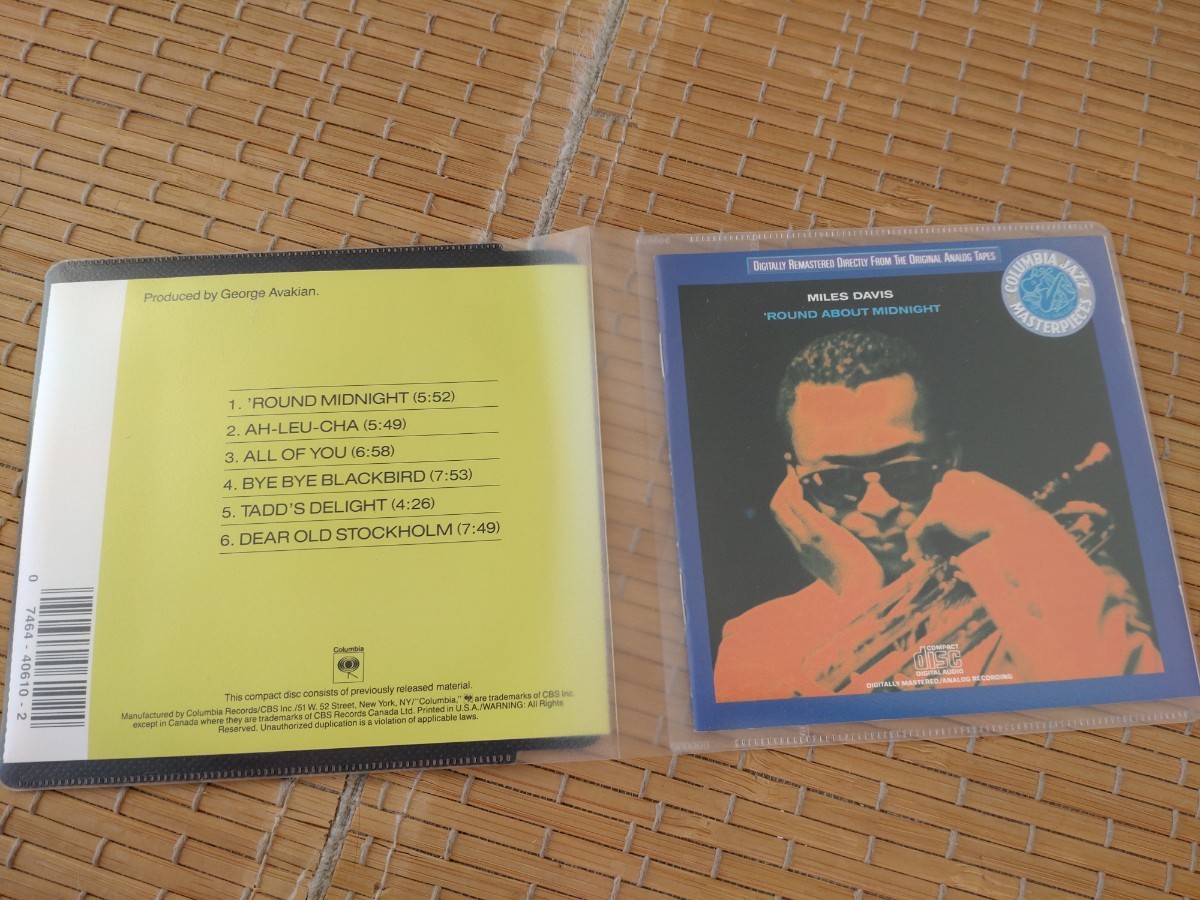 Produced by George Avakian.
1. 'ROUND MIDNIGHT (5:52)
2. AH-LEU-CHA (5:49)
3. ALL OF YOU (6:58)
4. BYE BYE BLACKBIRD (7:53)
5. TADD'S DELIGHT (4:26)
6. DEAR OLD STOCKHOLM (7:49)
0 7464-40610-2
Columbia
This compact disc consists of previously released material.
Manufactured by Columbia Records/CBS Inc./51 W. 52 Street, New York, NY/"Columbia," are trademarks of CBS Inc.
except in Canada where they are trademarks of CBS Records Canada Ltd. Printed in U.S.A./WARNING: All Rights
Reserved. Unauthorized duplication is a violation of applicable laws.
DIGITALLY REMASTERED DIRECTLY FROM THE ORIGINAL ANALOG TAPES
COLUMBIA JAZZ
MASTERPIECES
MILES DAVIS
'ROUND ABOUT MIDNIGHT
COMPACT
disc
DIGITAL AUDIO
DIGITALLY MASTERED/ANALOG RECORDING